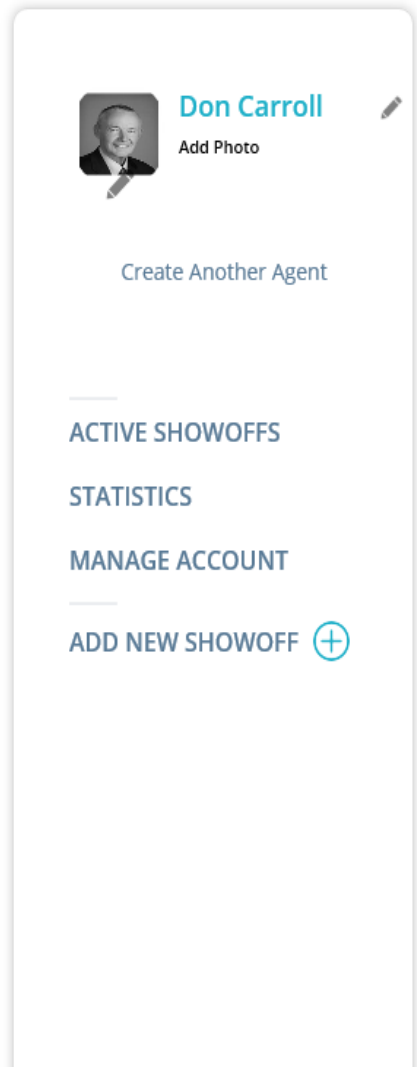 Don Carroll
Add Photo
Create Another Agent
ACTIVE SHOWOFFS
STATISTICS
MANAGE ACCOUNT
ADD NEW SHOWOFF